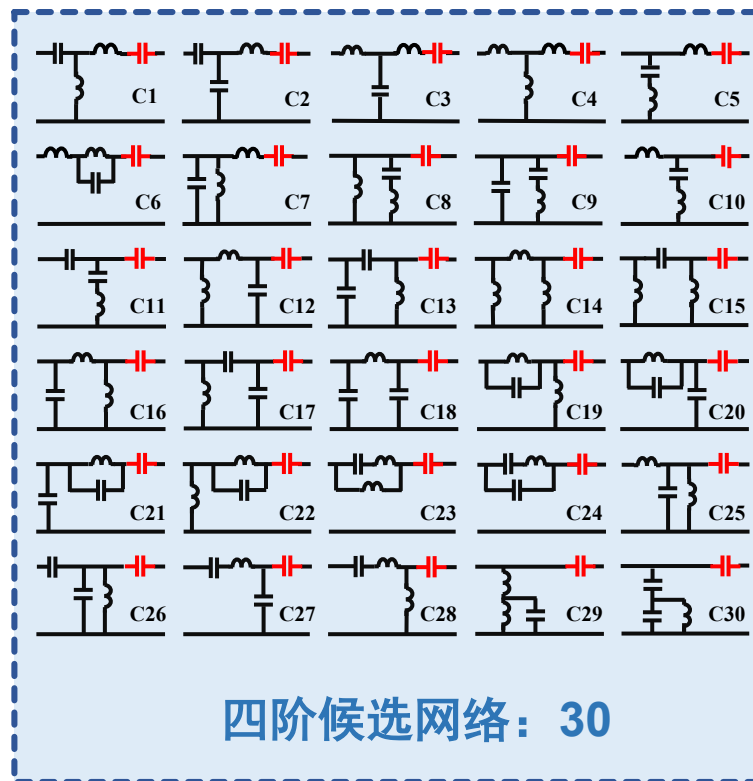 C1 C2 C3 C4 C5
C6 C7 C8 C9 C10
C11 C12 C13 C14 C15
C16 C17 C18 C19 C20
C21 C22 C23 C24 C25
C26 C27 C28 C29 C30
四阶候选网络：30